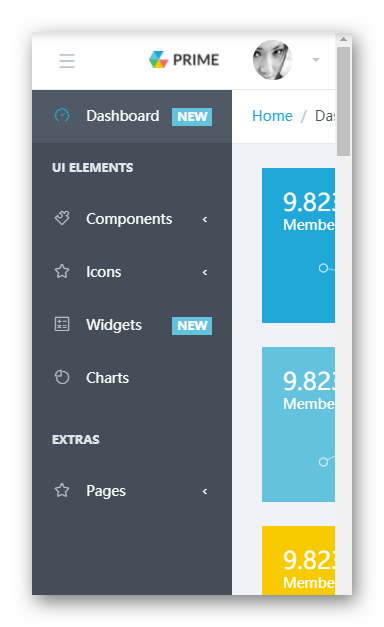 PRIME
Dashboard NEW
Home / Da
UI ELEMENTS
Components
Icons
Widgets NEW
Charts
EXTRAS
Pages
9.823
Membe
9.823
Membe
9.823
Membe